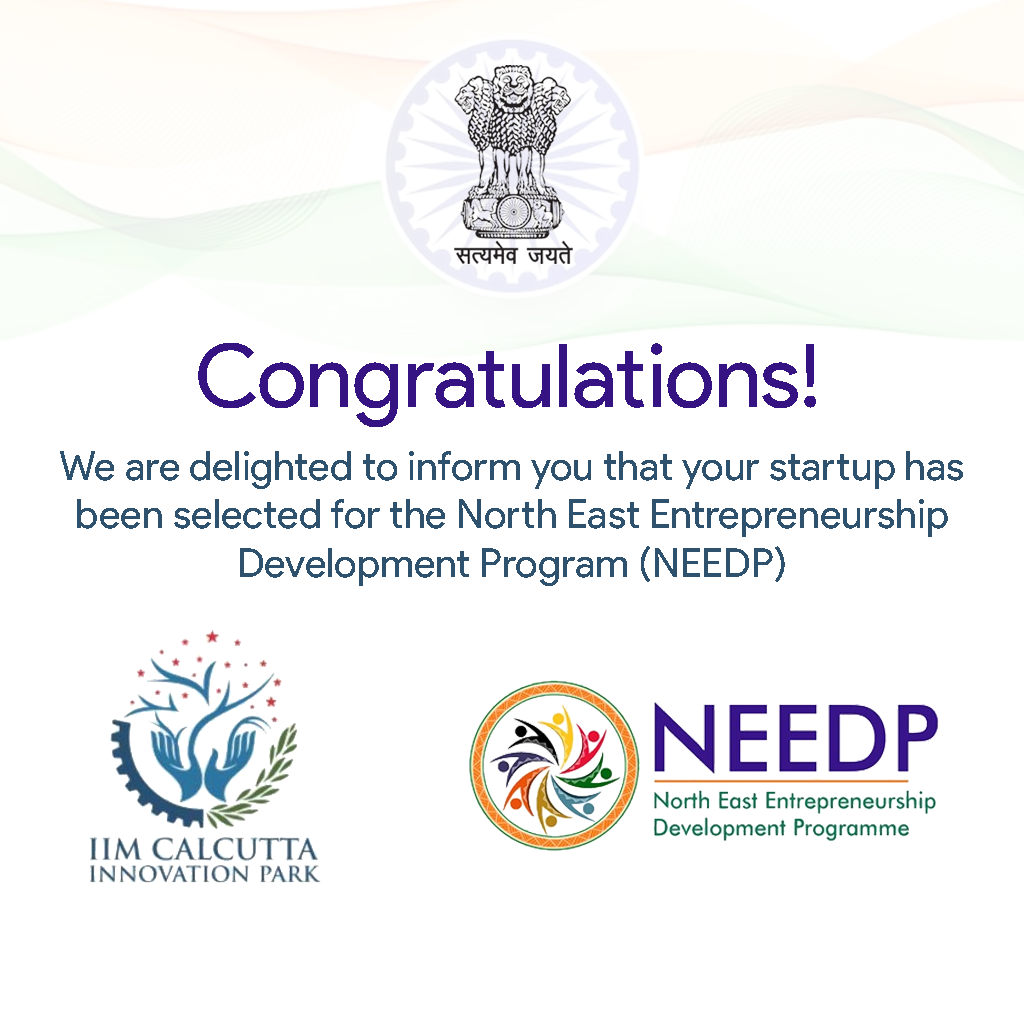 सत्यमेव जयते
Congratulations!
We are delighted to inform you that your startup has
been selected for the North East Entrepreneurship
Development Program (NEEDP)
IIM CALCUTTA
INNOVATION PARK
NEEDP
North East Entrepreneurship
Development Programme